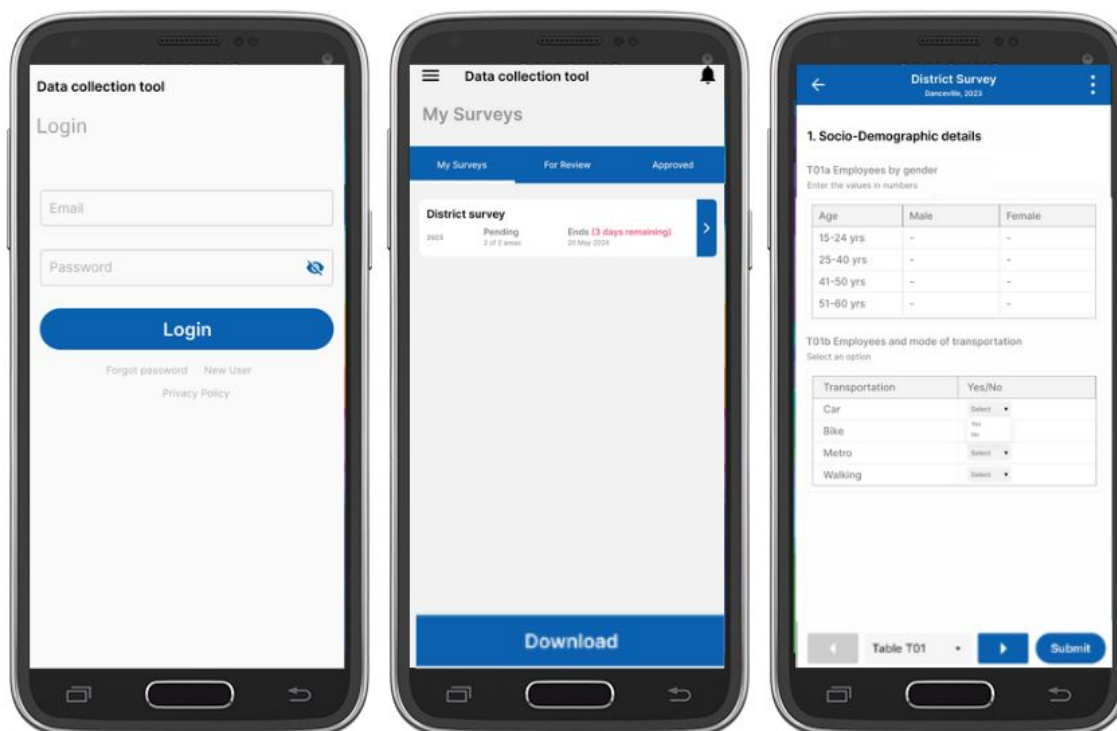 Data collection tool
Login
Email
Password
Login
Forgot password New User
Privacy Policy
Data collection tool
My Surveys
My Surveys For Review Approved
District survey
2023 Pending Ends (3 days remaining)
2 of 2 areas 20 May 2024
Download
District Survey
Danceville, 2023
1. Socio-Demographic details
T01a Employees by gender
Enter the values in numbers
Age Male Female
15-24 yrs - -
25-40 yrs - -
41-50 yrs - -
51-60 yrs - -
T01b Employees and mode of transportation
Select an option
Transportation Yes/No
Car Select
Yes
Bike
No
Metro Select
Walking Select
Table T01 Submit